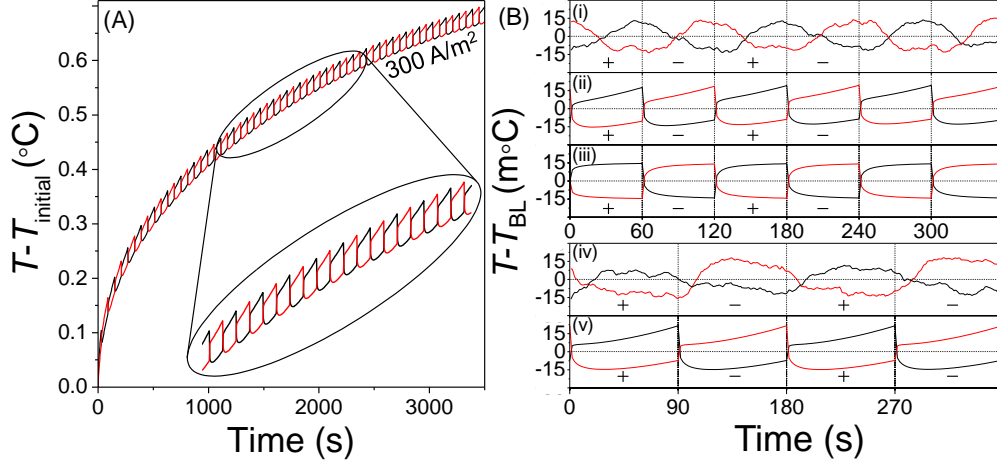 (A)
300 A/m²
T- T_initial (°C)
0.6
0.5
0.4
0.3
0.2
0.1
0.0
0
1000
2000
3000
Time (s)
(B)
T- T_BL (m°C)
(i)
15
0
-15
+ − + −
(ii)
15
0
-15
+ − + −
(iii)
15
0
-15
+ −
0 60 120 180 240 300
(iv)
15
0
-15
+ − + −
(v)
15
0
-15
+ − + −
0 90 180 270
Time (s)